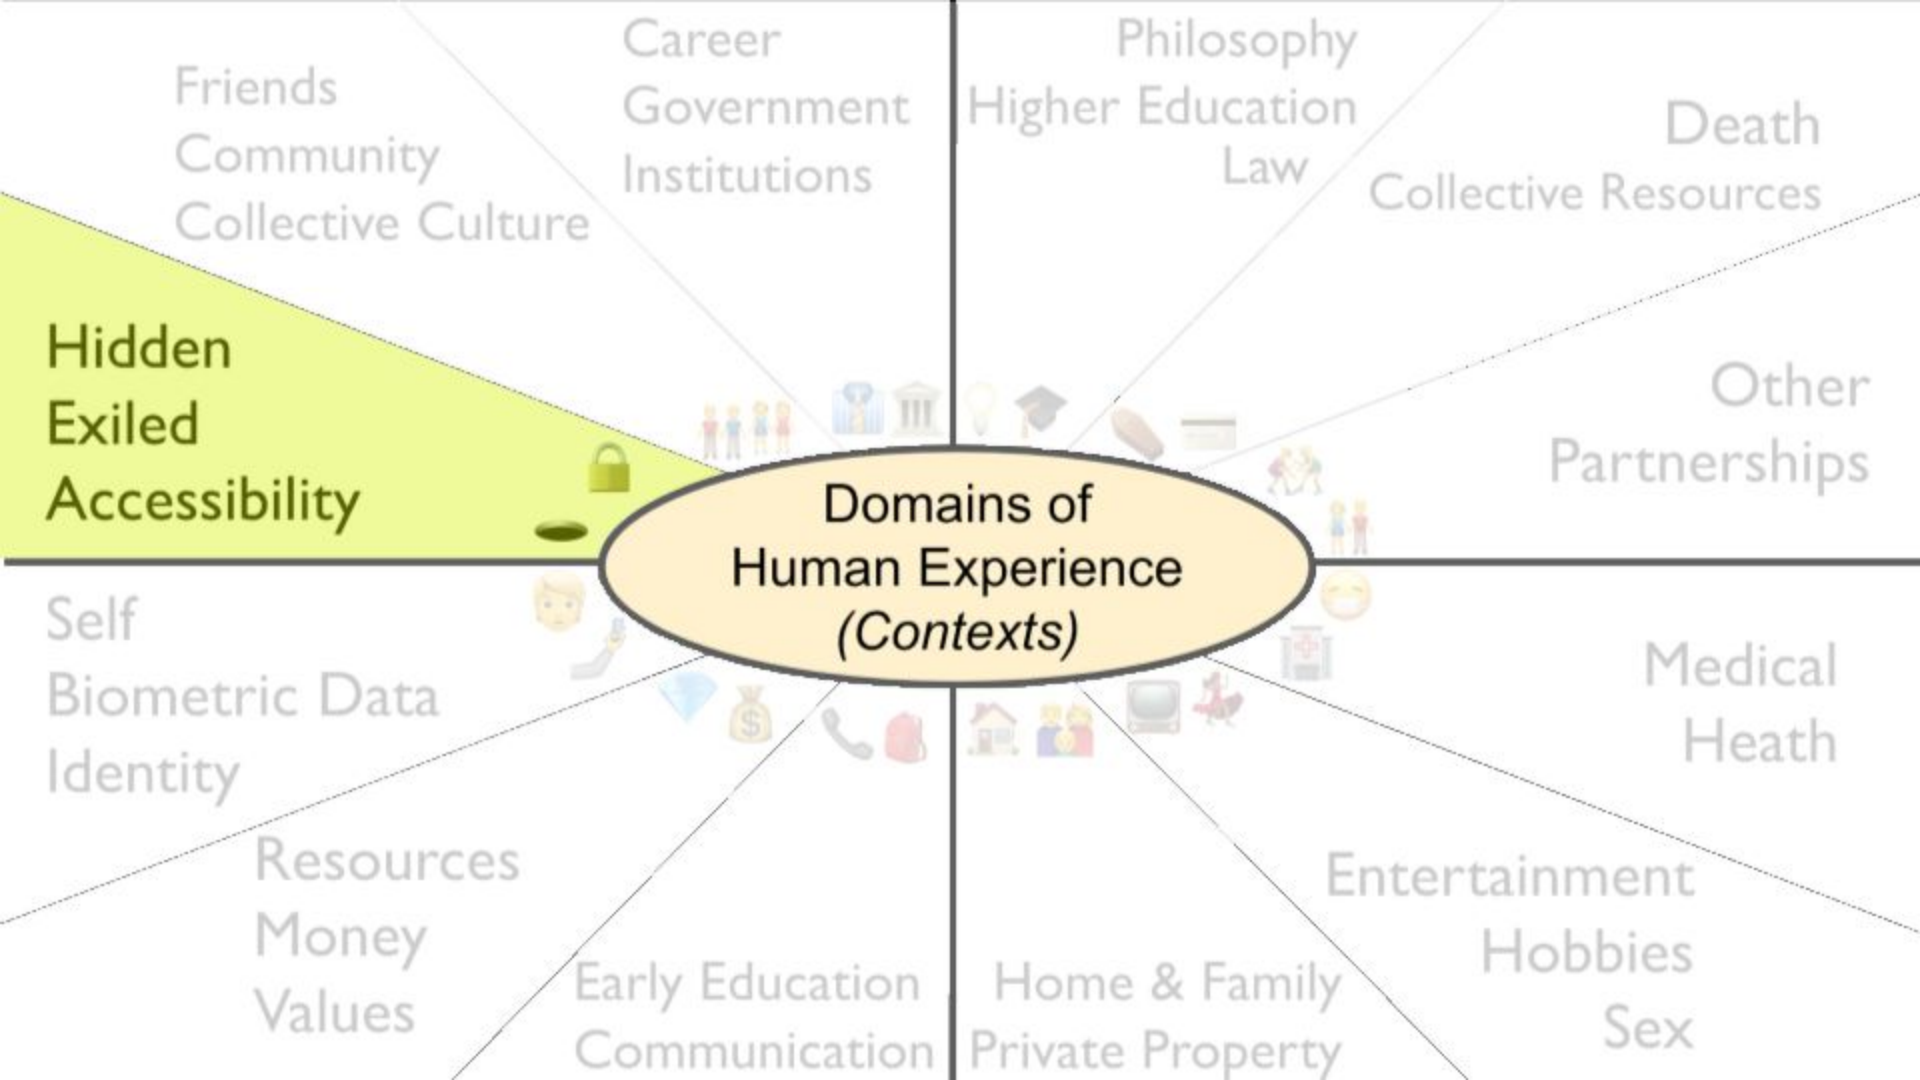 Career
Government
Institutions
Philosophy
Higher Education
Law
Friends
Community
Collective Culture
Death
Collective Resources
Hidden
Exiled
Accessibility
Other
Partnerships
Domains of
Human Experience
(Contexts)
Self
Biometric Data
Identity
Medical
Heath
Resources
Money
Values
Entertainment
Hobbies
Sex
Early Education
Communication
Home & Family
Private Property